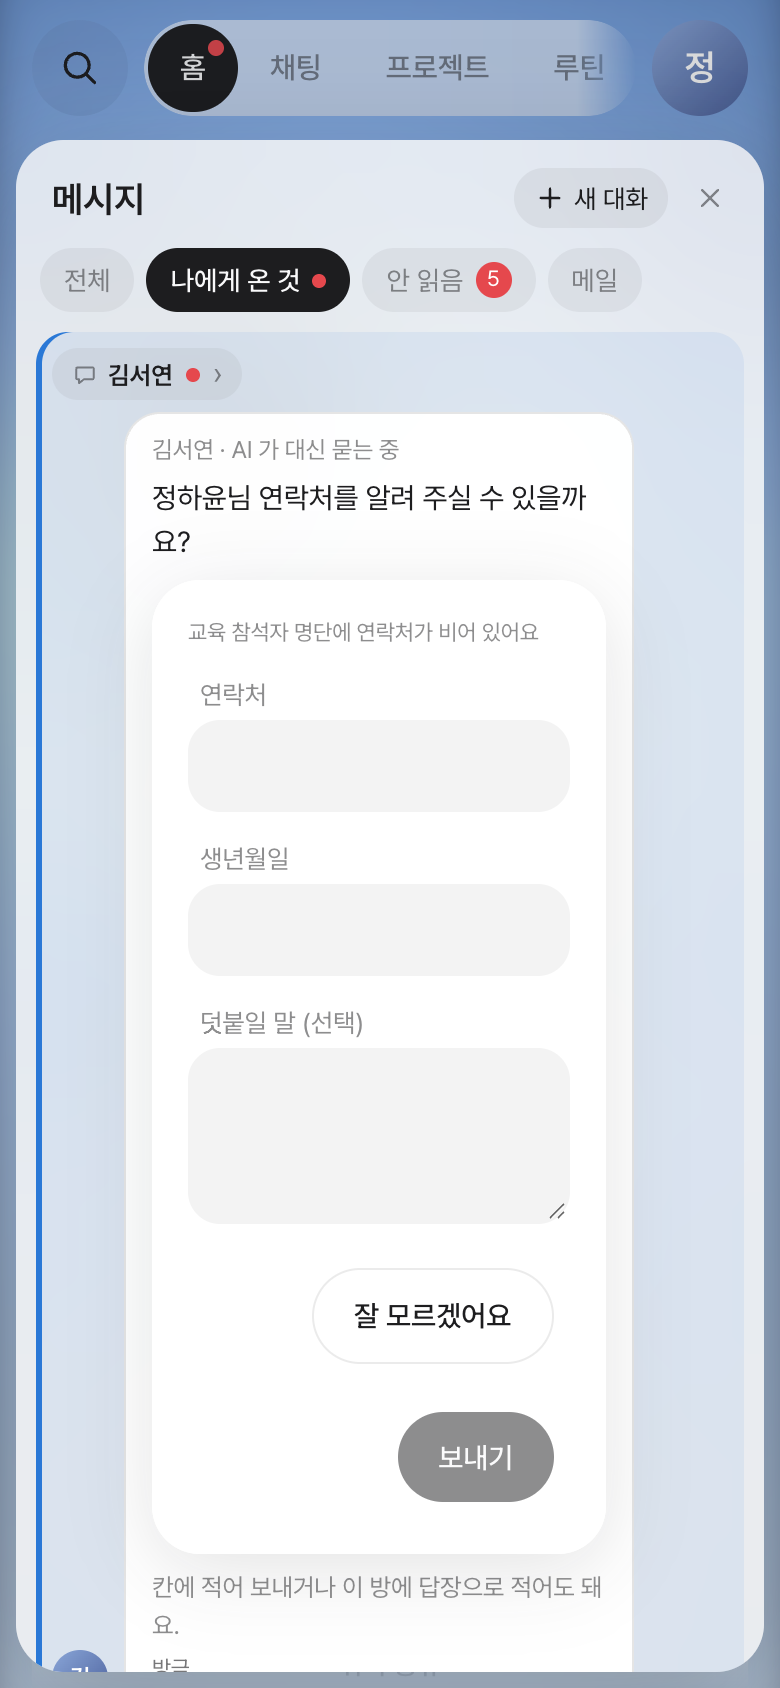 홈 채팅 프로젝트 루틴 정
메시지 + 새 대화
전체 나에게 온 것 안 읽음 5 메일
김서연
김서연 · AI 가 대신 묻는 중
정하윤님 연락처를 알려 주실 수 있을까
요?
교육 참석자 명단에 연락처가 비어 있어요
연락처
생년월일
덧붙일 말 (선택)
잘 모르겠어요
보내기
칸에 적어 보내거나 이 방에 답장으로 적어도 돼
요.
방금